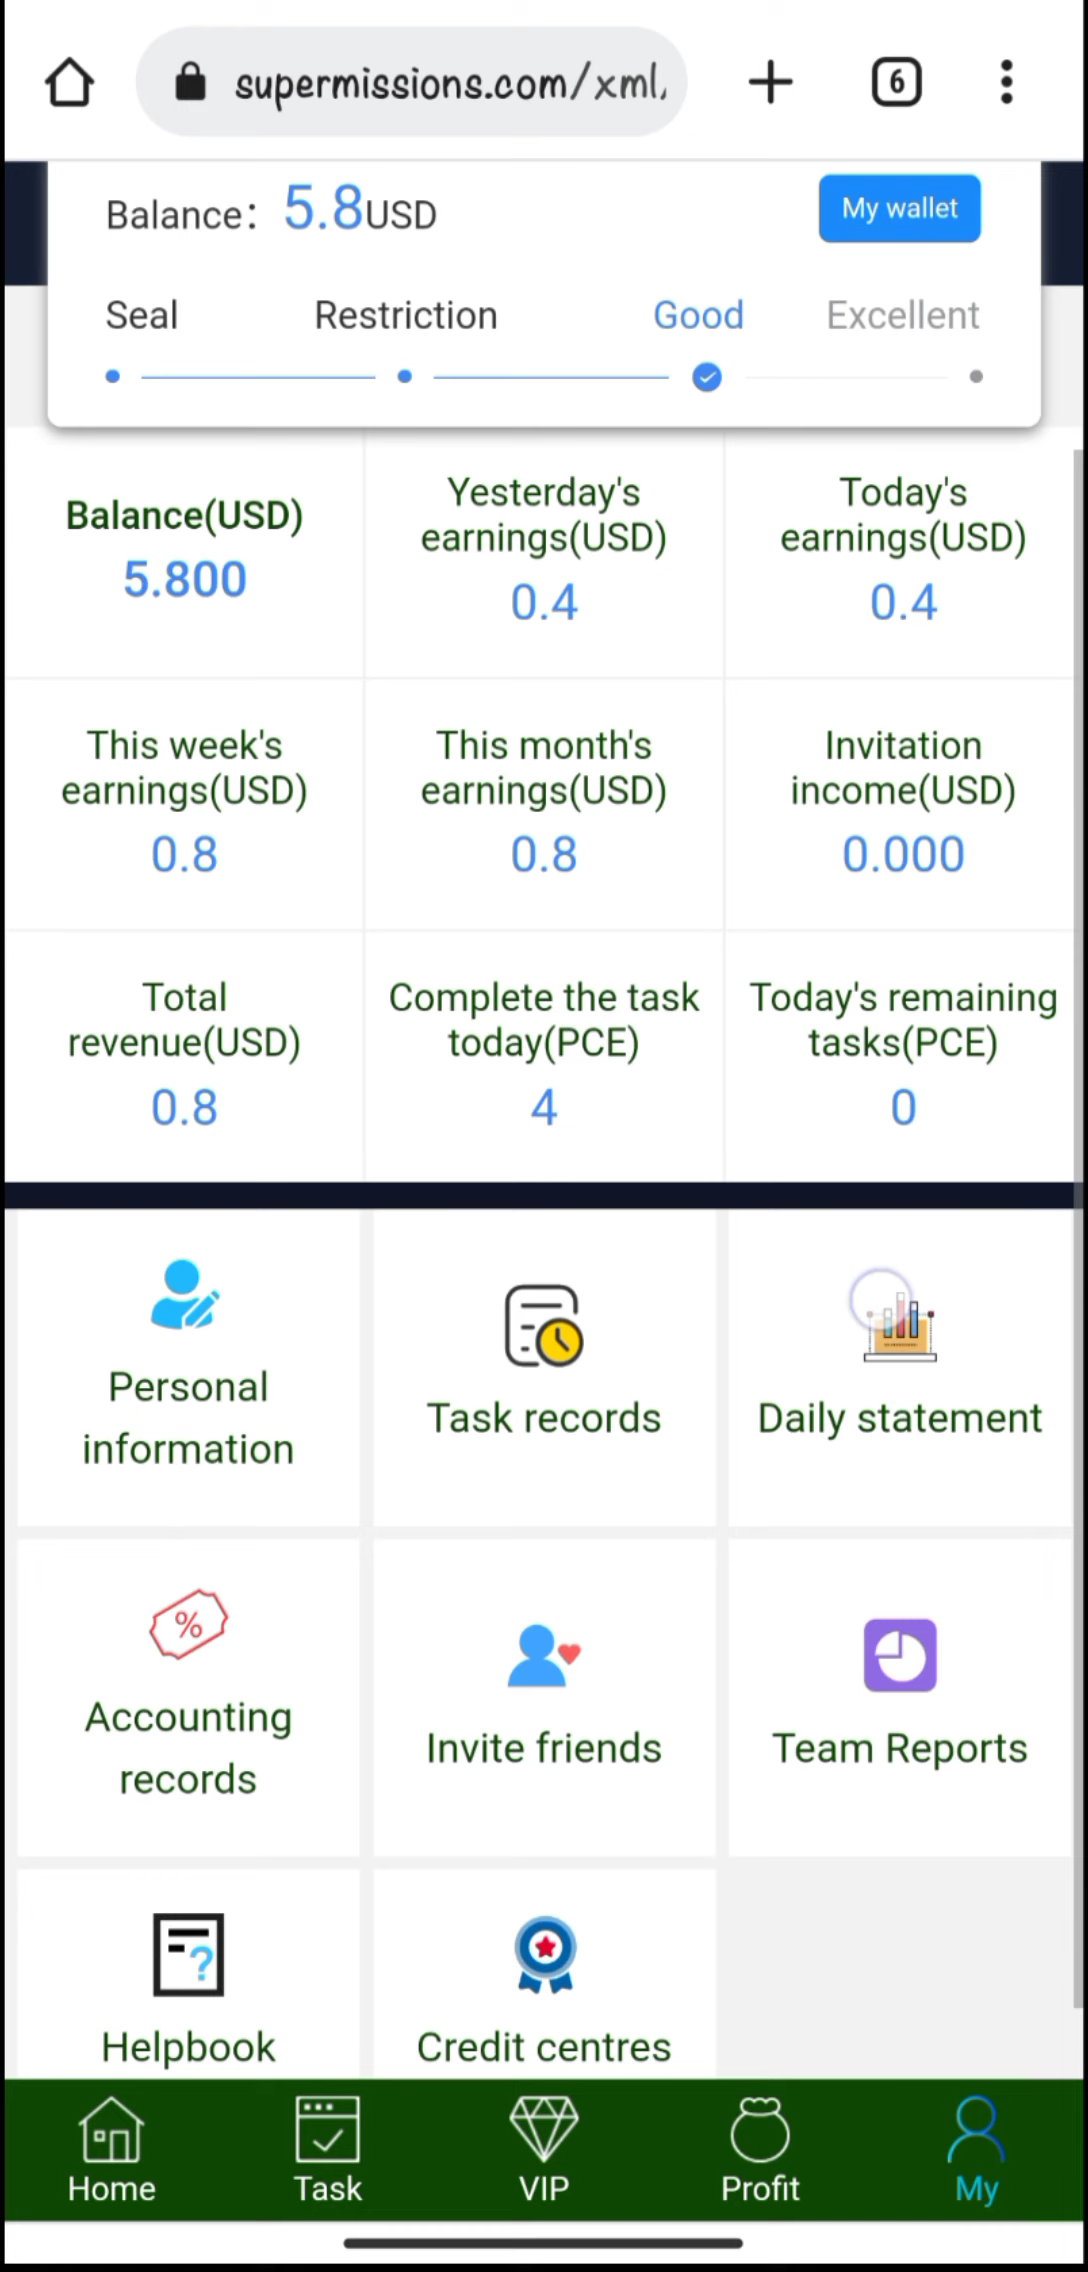 supermissions.com/xml
6
Balance: 5.8USD
My wallet
Seal Restriction Good Excellent
Balance(USD)
5.800
Yesterday's
earnings(USD)
0.4
Today's
earnings(USD)
0.4
This week's
earnings(USD)
0.8
This month's
earnings(USD)
0.8
Invitation
income(USD)
0.000
Total
revenue(USD)
0.8
Complete the task
today(PCE)
4
Today's remaining
tasks(PCE)
0
Personal
information
Task records
Daily statement
%
Accounting
records
Invite friends
Team Reports
?
Helpbook
Credit centres
Home Task VIP Profit My